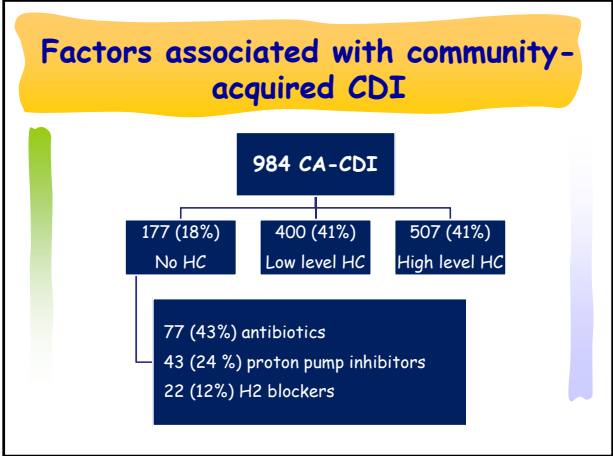 Factors associated with community-
acquired CDI
984 CA-CDI
177 (18%)
No HC
400 (41%)
Low level HC
507 (41%)
High level HC
77 (43%) antibiotics
43 (24 %) proton pump inhibitors
22 (12%) H2 blockers